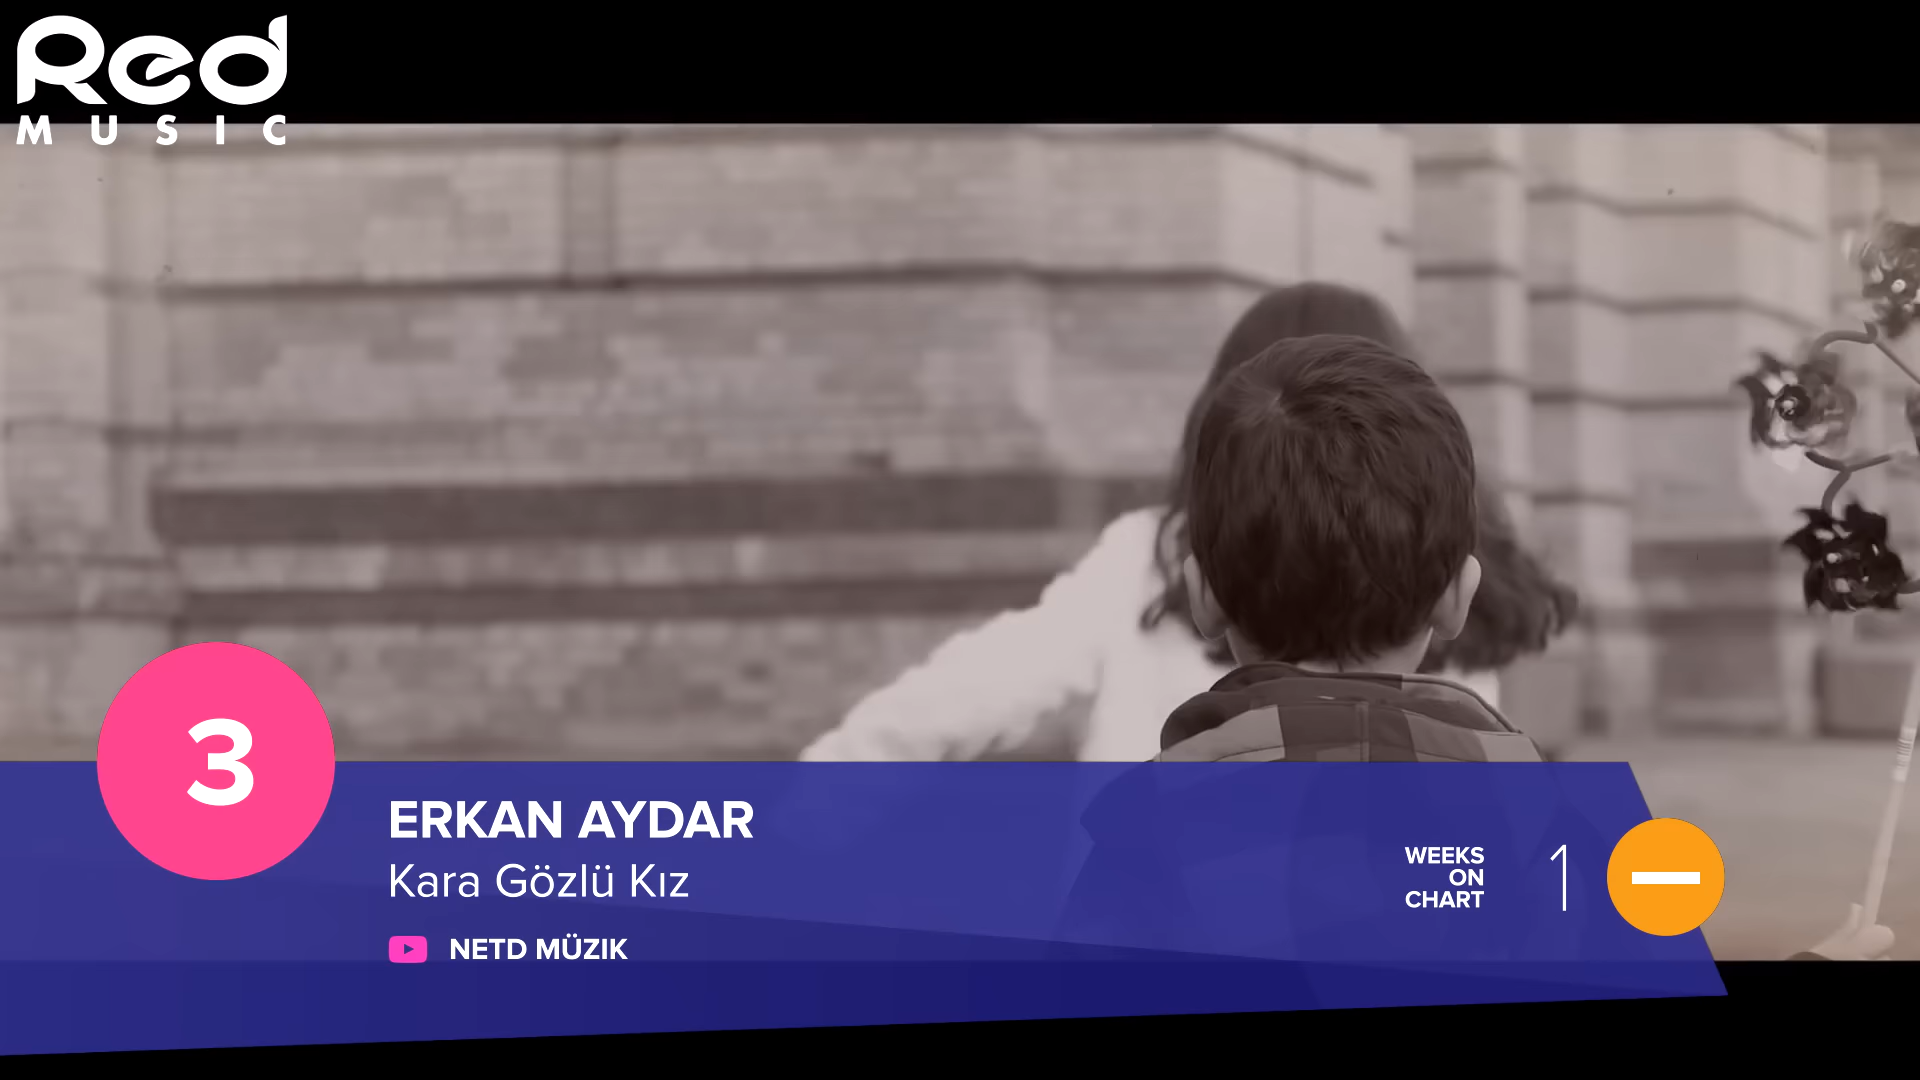 Red
MUSIC
3
ERKAN AYDAR
Kara Gözlü Kız
NETD MÜZIK
WEEKS
ON
CHART
1